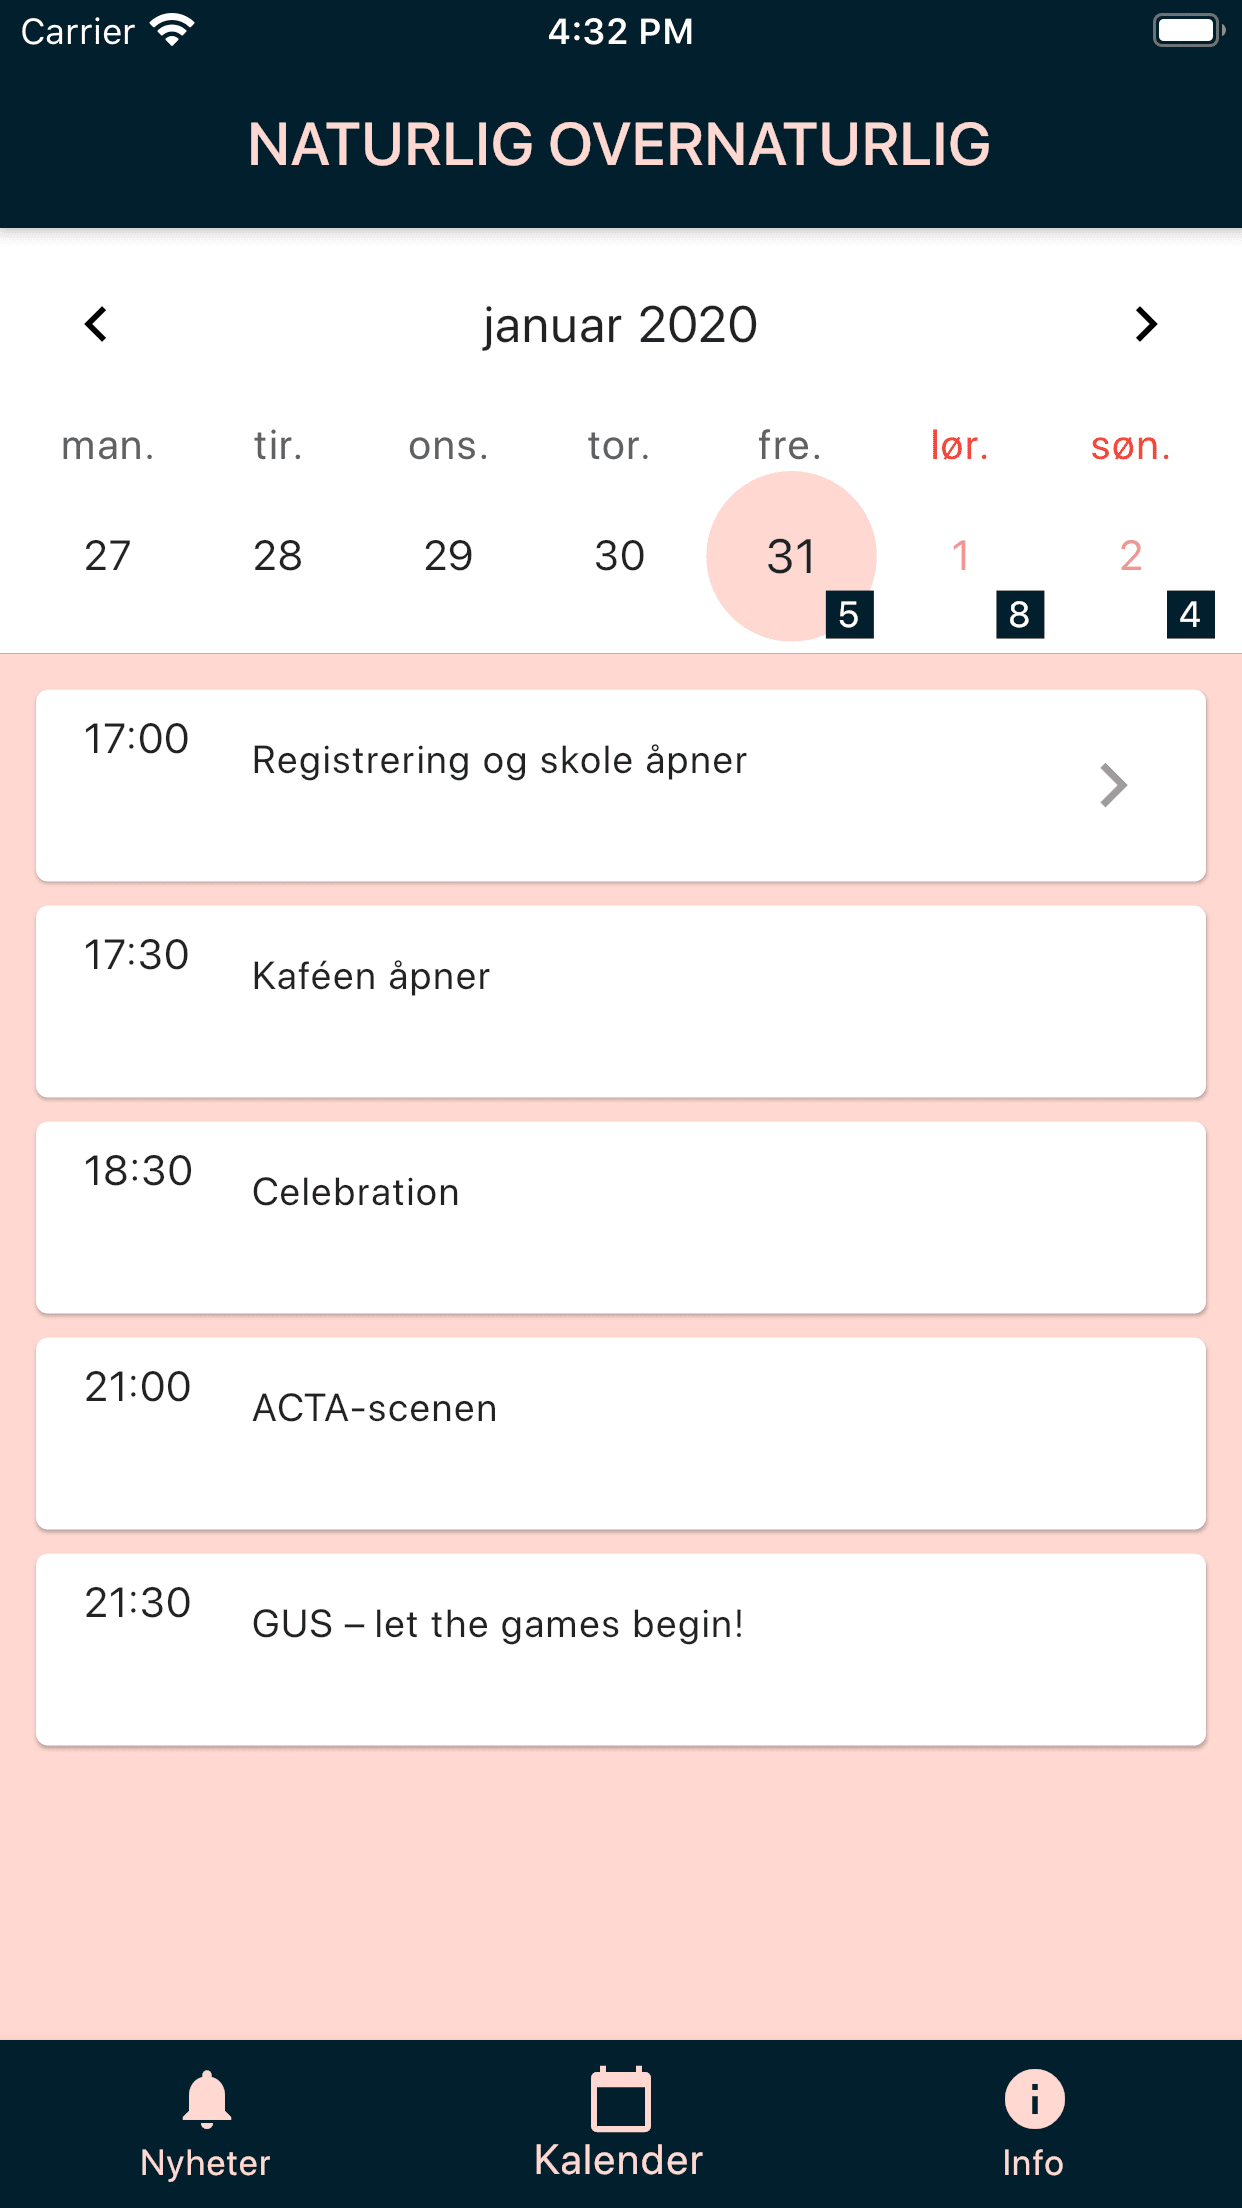 Carrier 4:32 PM
NATURLIG OVERNATURLIG
januar 2020
man. tir. ons. tor. fre. lør. søn.
27 28 29 30 31 1 2
5 8 4
17:00 Registrering og skole åpner
17:30 Kaféen åpner
18:30 Celebration
21:00 ACTA-scenen
21:30 GUS – let the games begin!
Nyheter Kalender Info